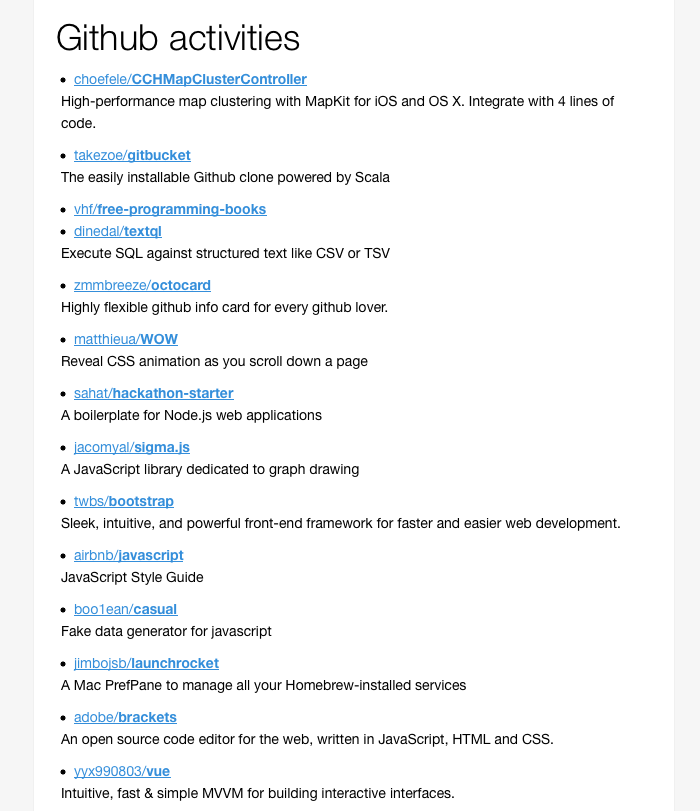 Github activities
choefele/CCHMapClusterController
High-performance map clustering with MapKit for iOS and OS X. Integrate with 4 lines of
code.
takezoe/gitbucket
The easily installable Github clone powered by Scala
vhf/free-programming-books
dinedal/textql
Execute SQL against structured text like CSV or TSV
zmmbreeze/octocard
Highly flexible github info card for every github lover.
matthieua/WOW
Reveal CSS animation as you scroll down a page
sahat/hackathon-starter
A boilerplate for Node.js web applications
jacomyal/sigma.js
A JavaScript library dedicated to graph drawing
twbs/bootstrap
Sleek, intuitive, and powerful front-end framework for faster and easier web development.
airbnb/javascript
JavaScript Style Guide
boo1ean/casual
Fake data generator for javascript
jimbojsb/launchrocket
A Mac PrefPane to manage all your Homebrew-installed services
adobe/brackets
An open source code editor for the web, written in JavaScript, HTML and CSS.
yyx990803/vue
Intuitive, fast & simple MVVM for building interactive interfaces.